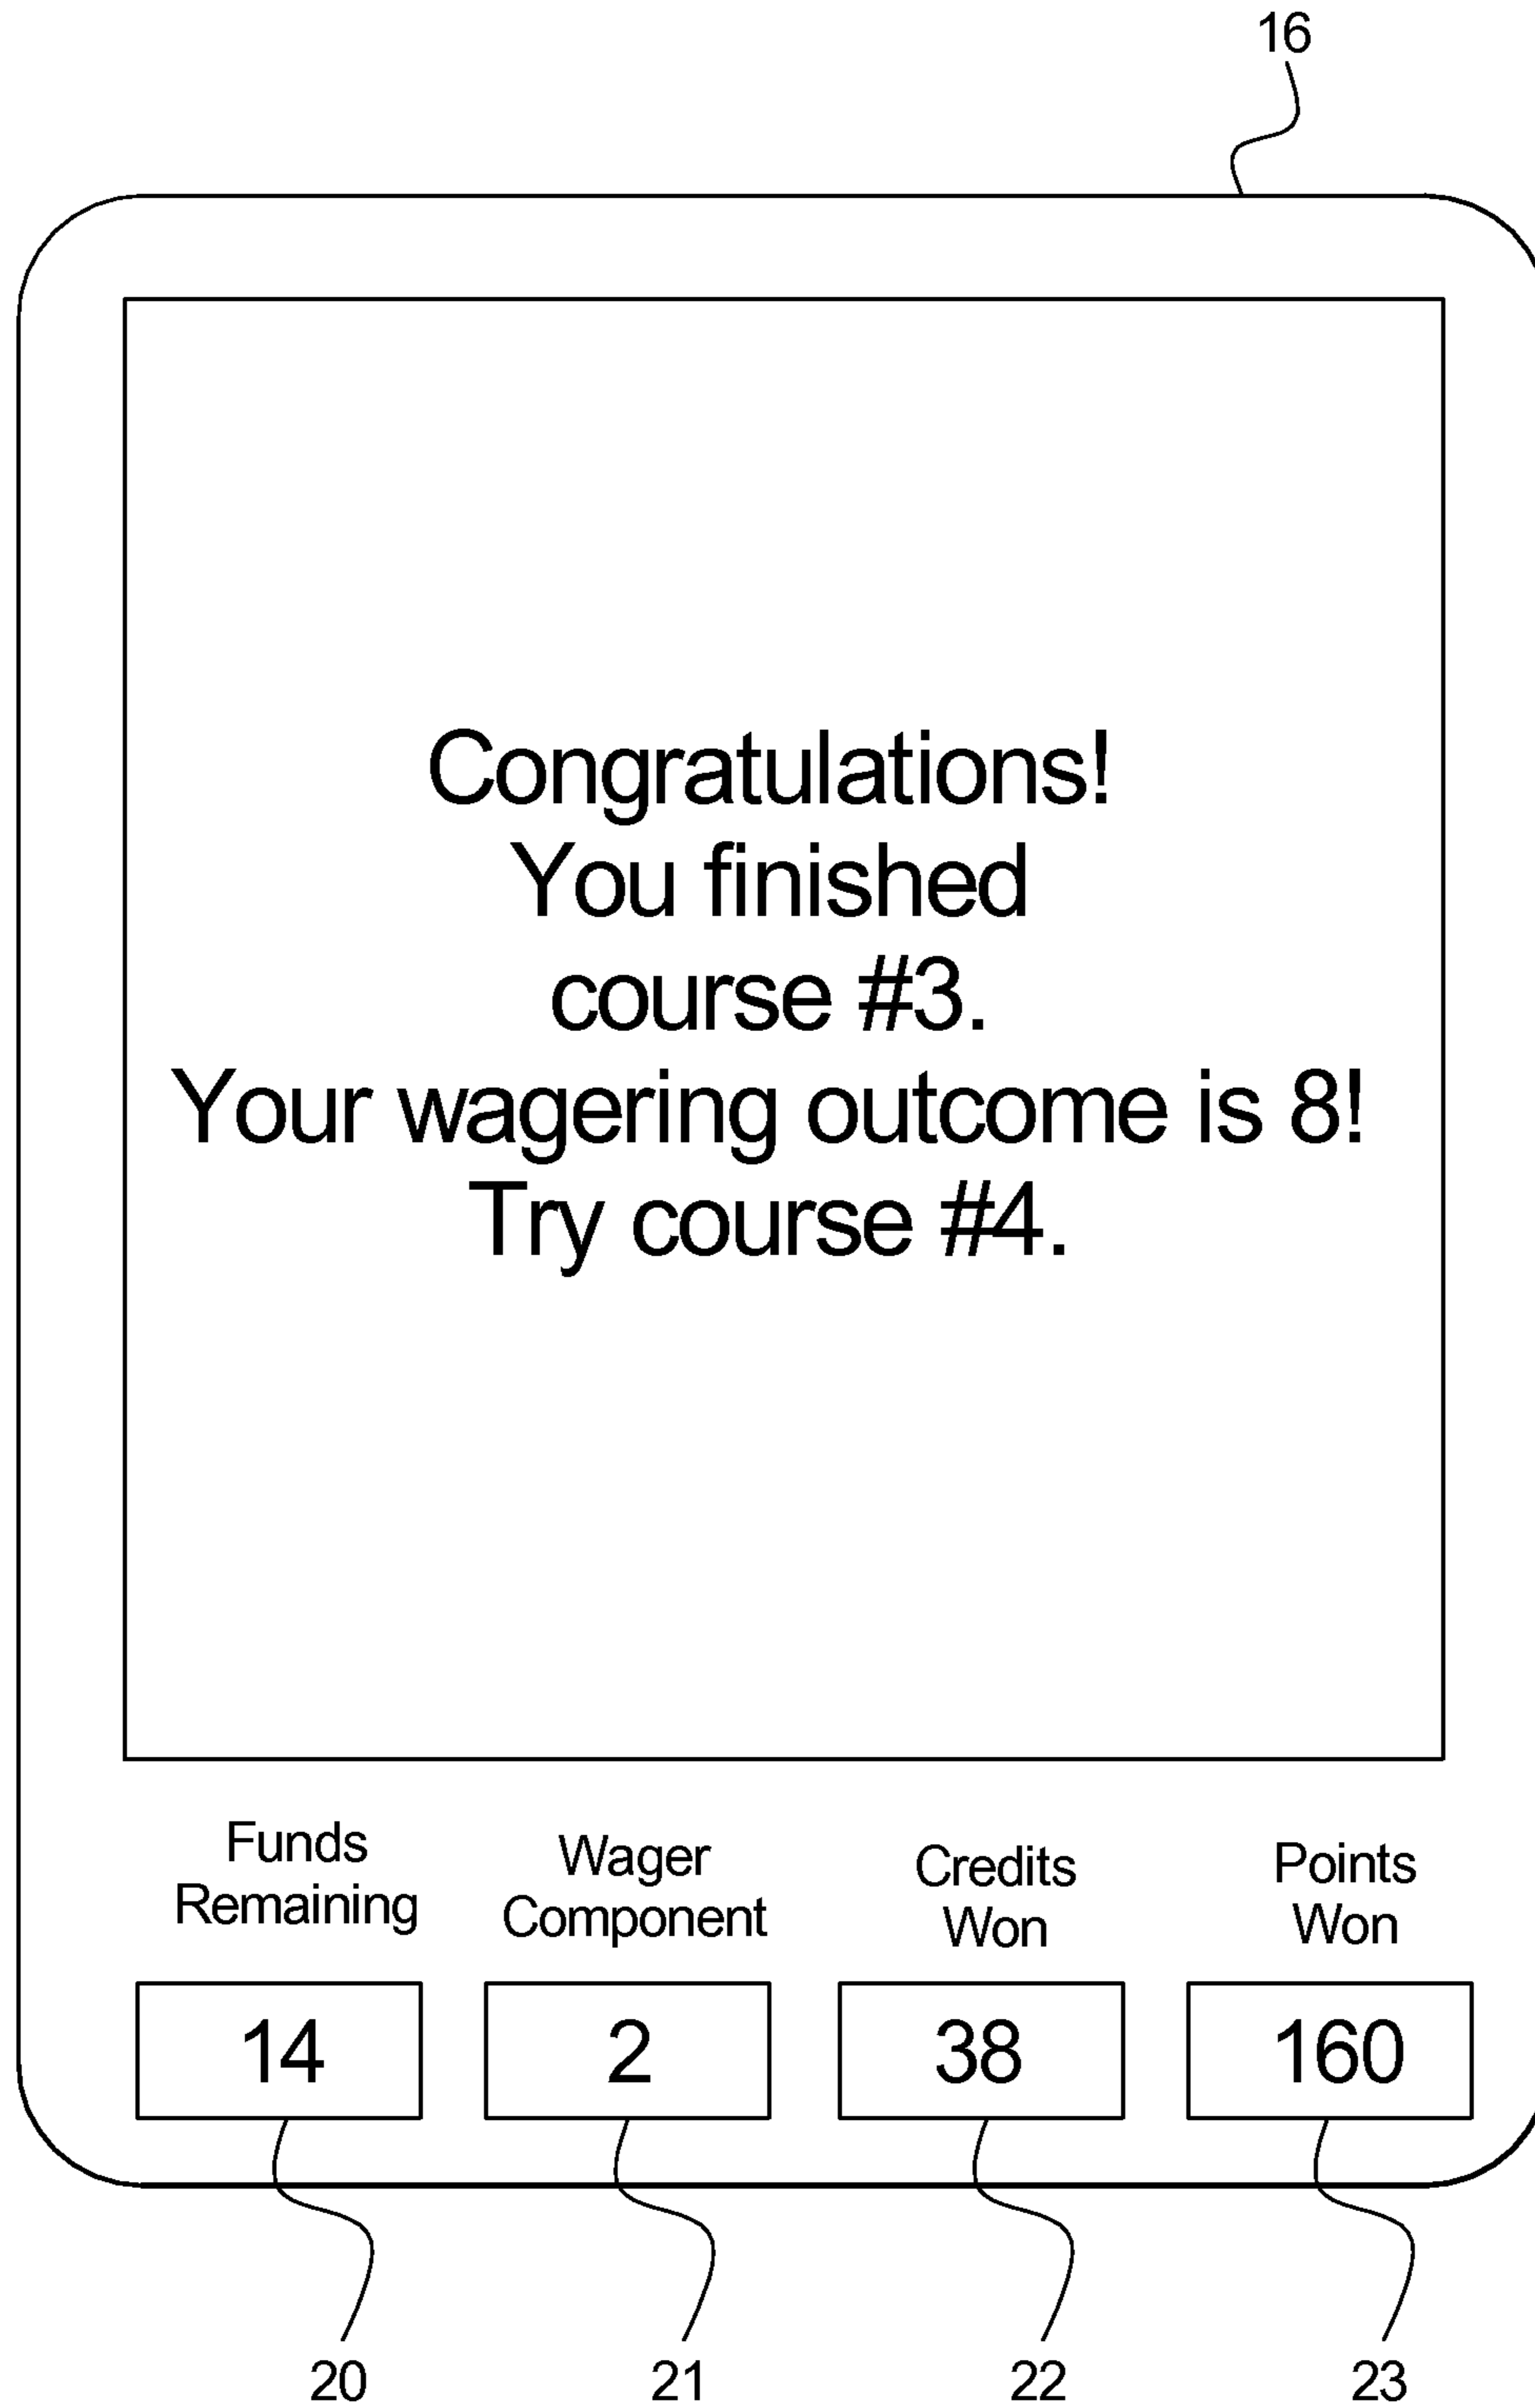 16
Congratulations!
You finished
course #3.
Your wagering outcome is 8!
Try course #4.
Funds
Remaining
Wager
Component
Credits
Won
Points
Won
14
2
38
160
20
21
22
23